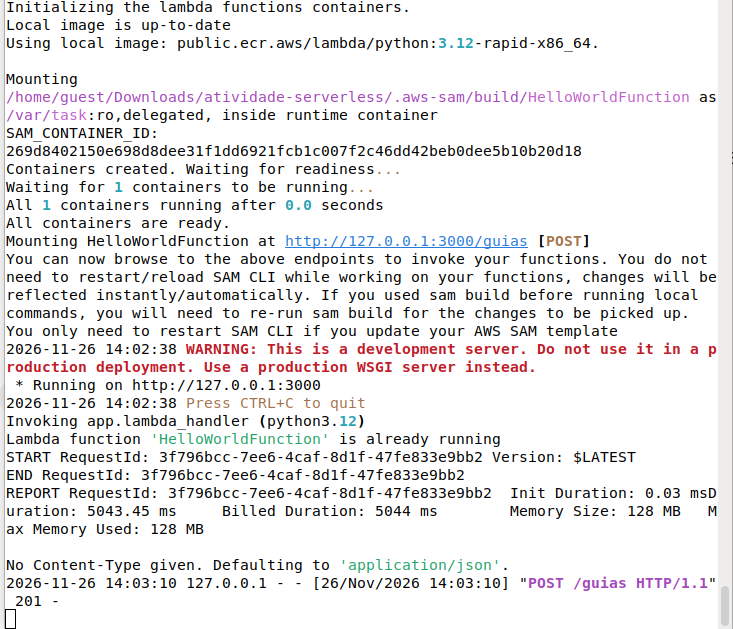 Initializing the lambda functions containers.
Local image is up-to-date
Using local image: public.ecr.aws/lambda/python:3.12-rapid-x86_64.
Mounting
/home/guest/Downloads/atividade-serverless/.aws-sam/build/HelloWorldFunction as
/var/task:ro,delegated, inside runtime container
SAM_CONTAINER_ID:
269d8402150e698d8dee31f1dd6921fcb1c007f2c46dd42beb0dee5b10b20d18
Containers created. Waiting for readiness...
Waiting for 1 containers to be running...
All 1 containers running after 0.0 seconds
All containers are ready.
Mounting HelloWorldFunction at http://127.0.0.1:3000/guias [POST]
You can now browse to the above endpoints to invoke your functions. You do not
need to restart/reload SAM CLI while working on your functions, changes will be
reflected instantly/automatically. If you used sam build before running local
commands, you will need to re-run sam build for the changes to be picked up.
You only need to restart SAM CLI if you update your AWS SAM template
2026-11-26 14:02:38 WARNING: This is a development server. Do not use it in a p
roduction deployment. Use a production WSGI server instead.
 * Running on http://127.0.0.1:3000
2026-11-26 14:02:38 Press CTRL+C to quit
Invoking app.lambda_handler (python3.12)
Lambda function 'HelloWorldFunction' is already running
START RequestId: 3f796bcc-7ee6-4caf-8d1f-47fe833e9bb2 Version: $LATEST
END RequestId: 3f796bcc-7ee6-4caf-8d1f-47fe833e9bb2
REPORT RequestId: 3f796bcc-7ee6-4caf-8d1f-47fe833e9bb2  Init Duration: 0.03 msD
uration: 5043.45 ms     Billed Duration: 5044 ms        Memory Size: 128 MB   M
ax Memory Used: 128 MB
No Content-Type given. Defaulting to 'application/json'.
2026-11-26 14:03:10 127.0.0.1 - - [26/Nov/2026 14:03:10] "POST /guias HTTP/1.1"
 201 -